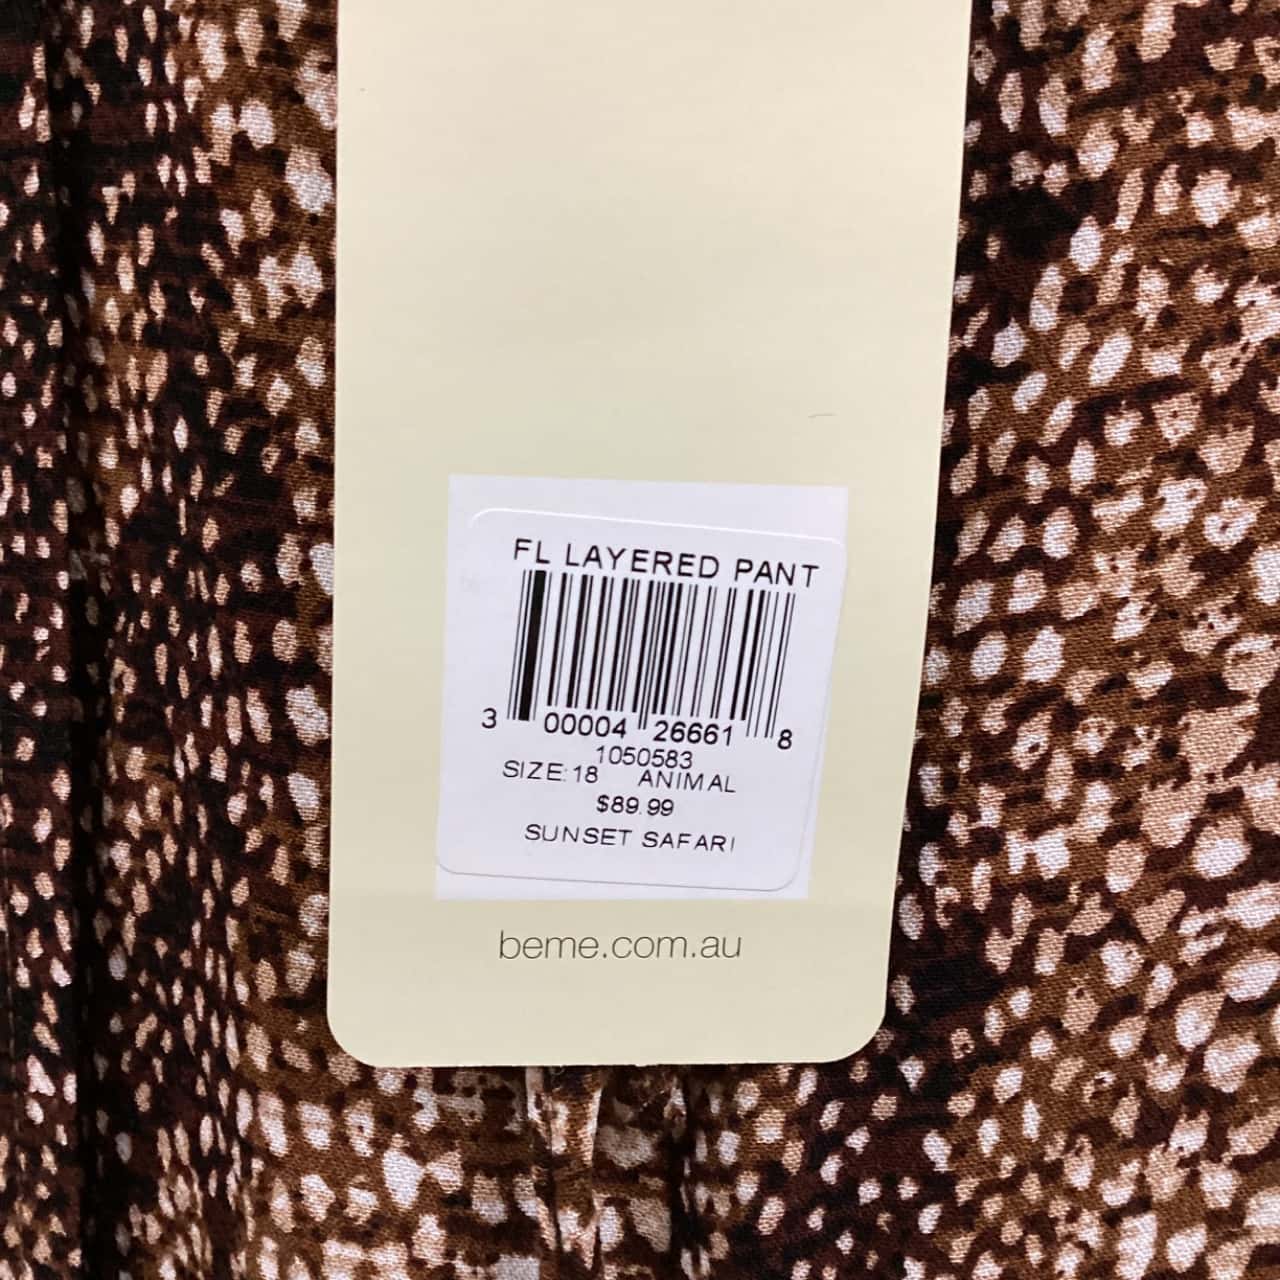 FL LAYERED PANT
3 00004 26661 8
1050583
SIZE:18 ANIMAL
$89.99
SUNSET SAFARI
beme.com.au